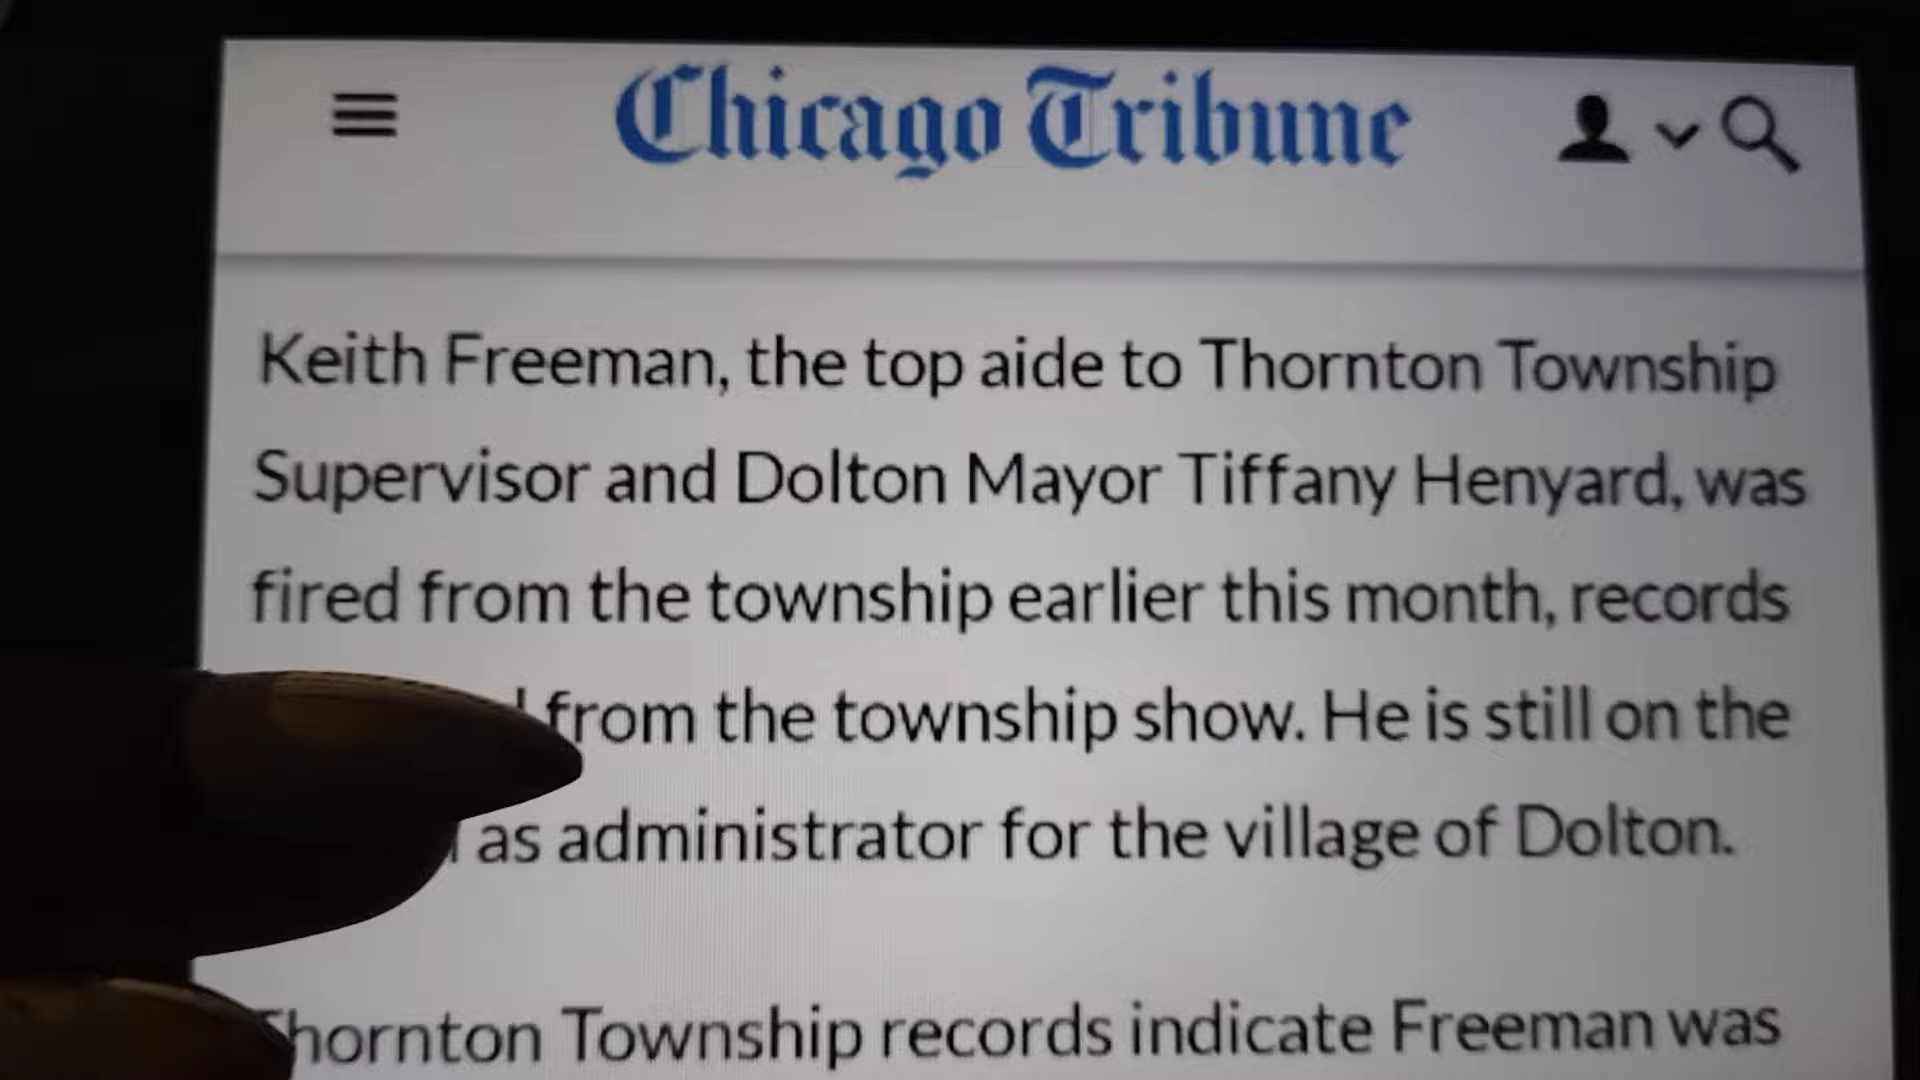 Chicago Tribune
Keith Freeman, the top aide to Thornton Township
Supervisor and Dolton Mayor Tiffany Henyard, was
fired from the township earlier this month, records
from the township show. He is still on the
as administrator for the village of Dolton.
Thornton Township records indicate Freeman was